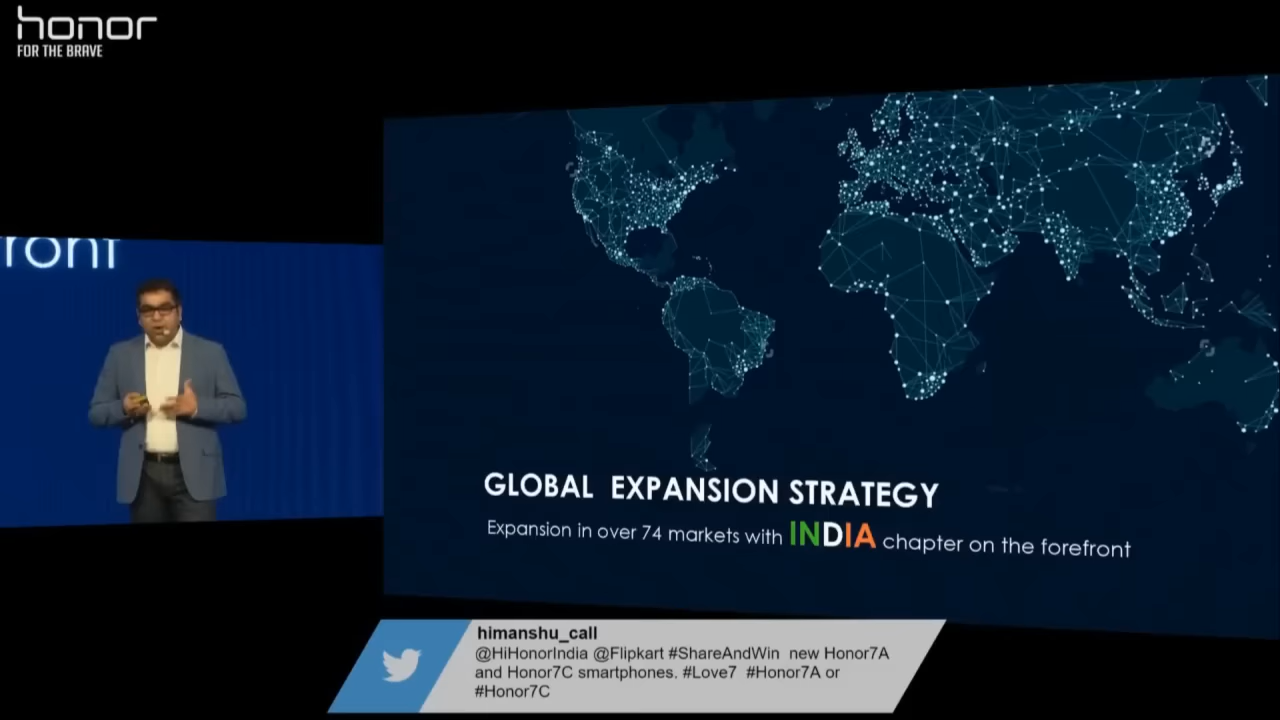 honor
FOR THE BRAVE
ront
GLOBAL EXPANSION STRATEGY
Expansion in over 74 markets with INDIA chapter on the forefront
himanshu_call
@HiHonorIndia @Flipkart #ShareAndWin new Honor7A
and Honor7C smartphones. #Love7 #Honor7A or
#Honor7C